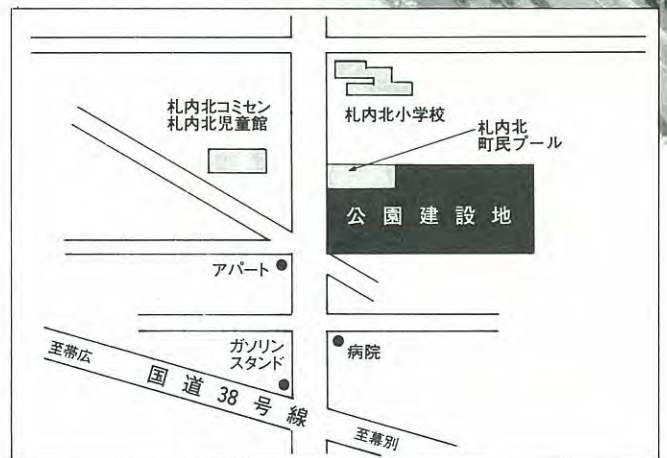 札内北コミセン
札内北児童館
札内北小学校
札内北
町民プール
公園建設地
アパート
ガソリン
スタンド
病院
至帯広
国道38号線
至幕別